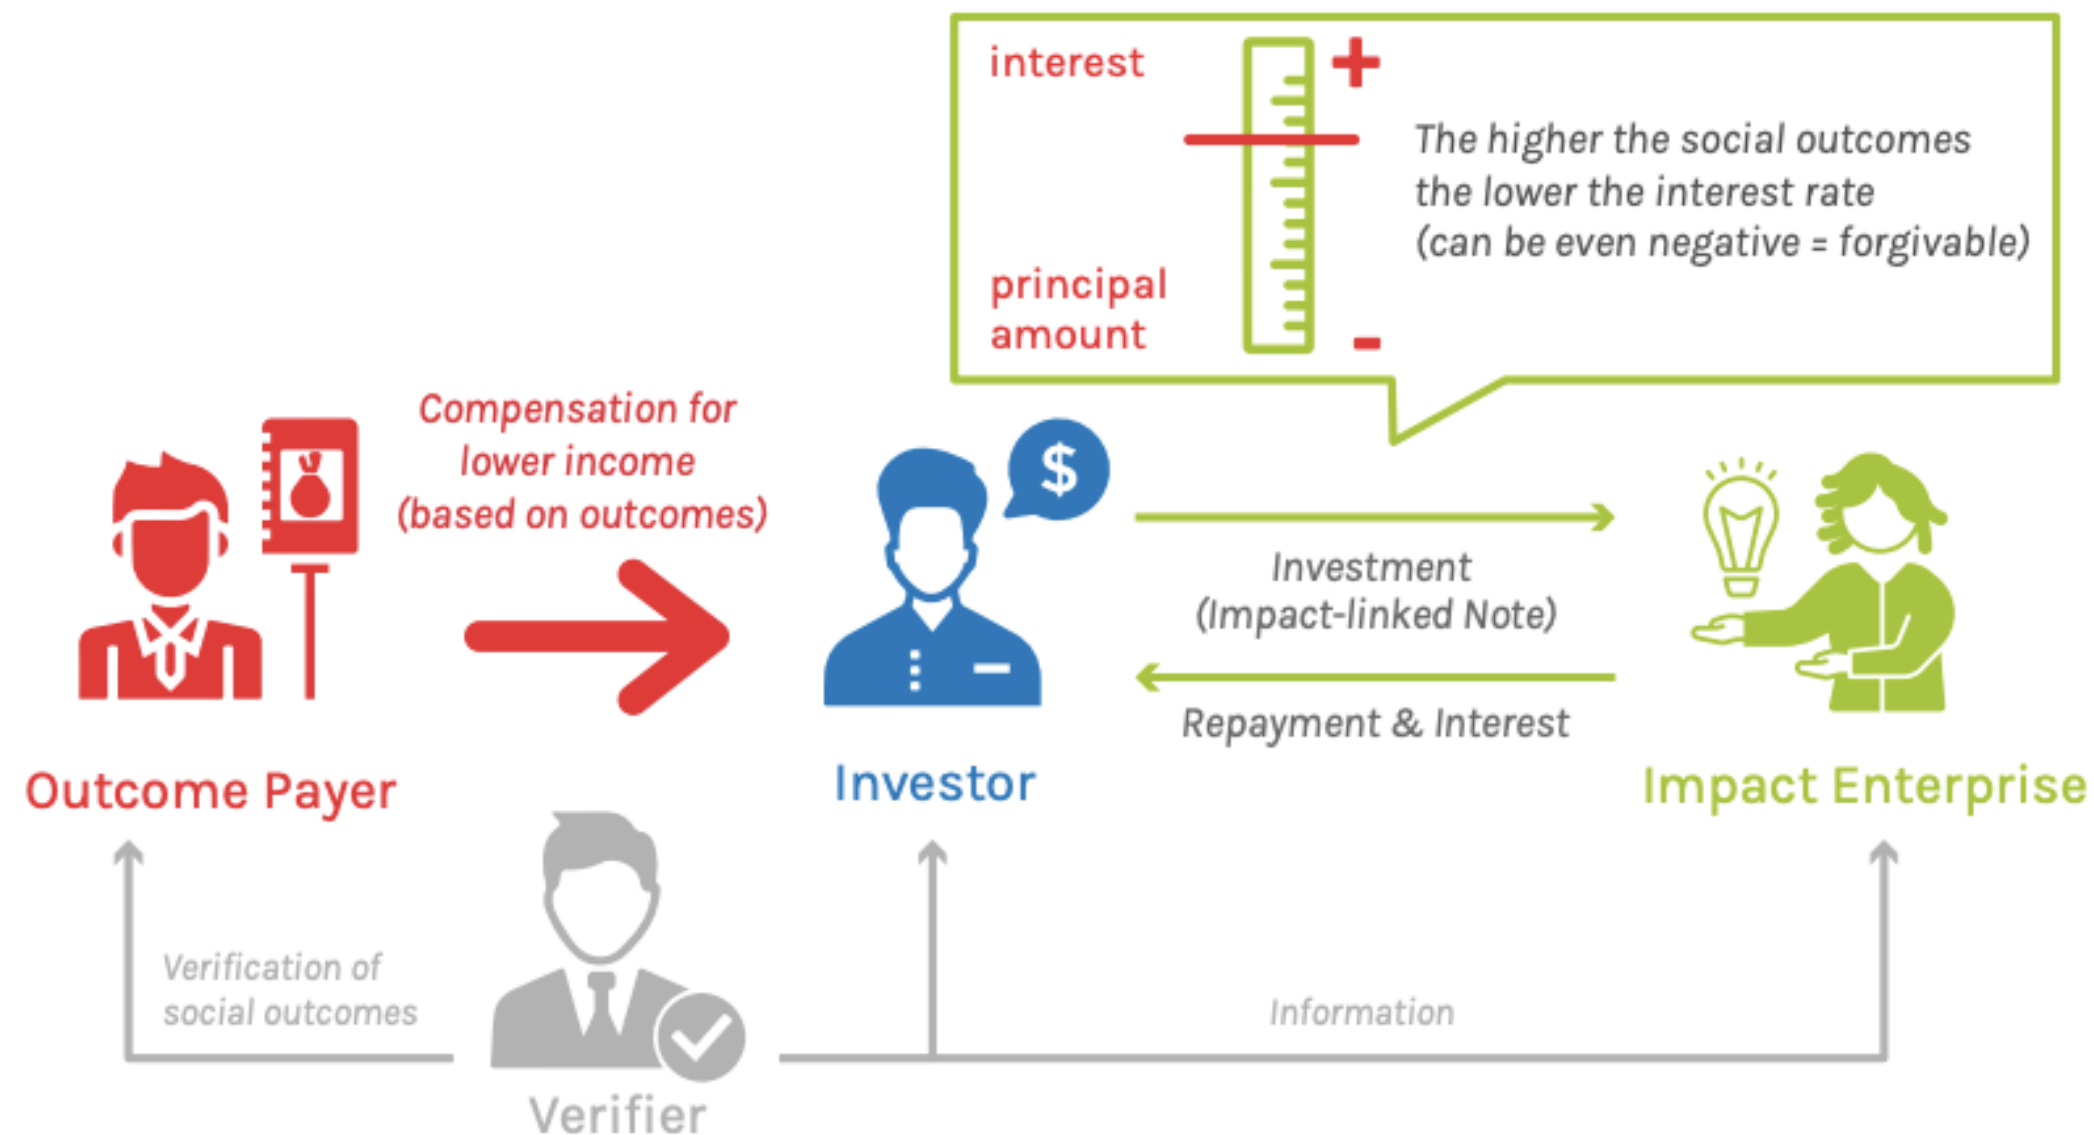 interest
+
The higher the social outcomes
the lower the interest rate
(can be even negative = forgivable)
principal
amount
-
Compensation for
lower income
(based on outcomes)
$
Investment
(Impact-linked Note)
Repayment & Interest
Outcome Payer
Investor
Impact Enterprise
Verification of
social outcomes
Information
Verifier